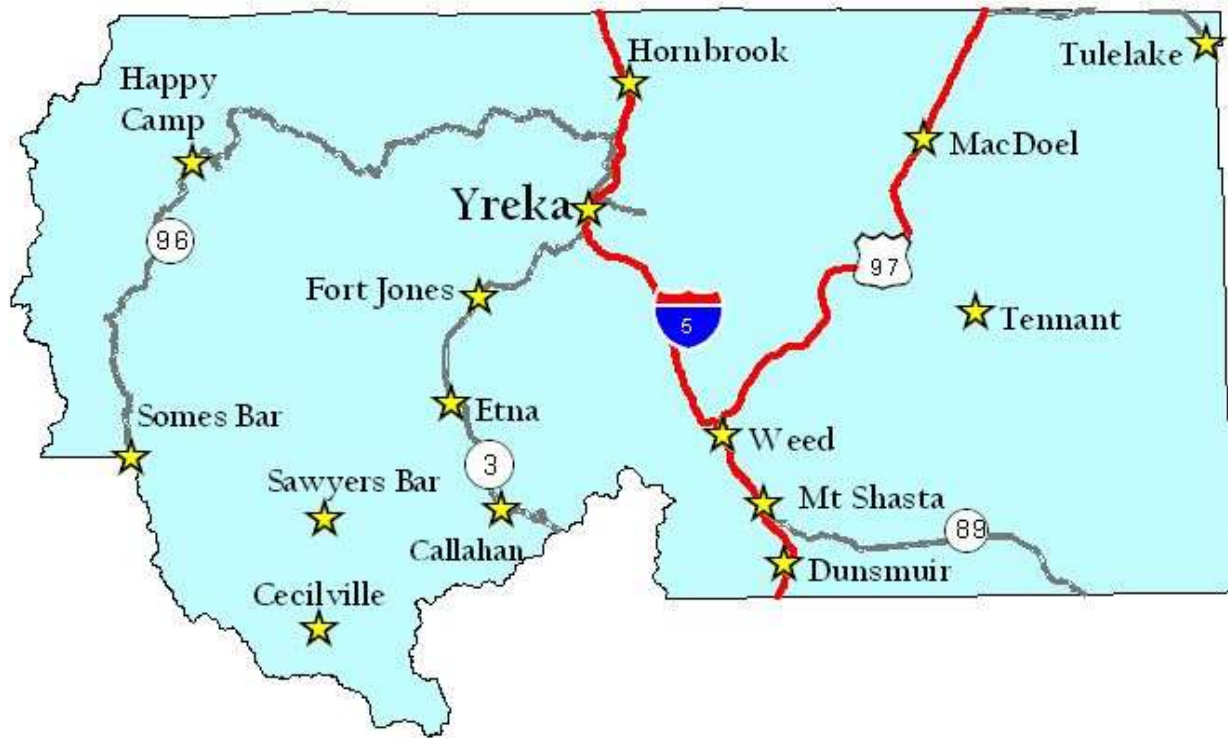 Hornbrook
Tulelake
Happy
Camp
MacDoel
Yreka
96
97
Fort Jones
5
Tennant
Somes Bar
Etna
Weed
3
Sawyers Bar
Mt Shasta
89
Callahan
Dunsmuir
Cecilville